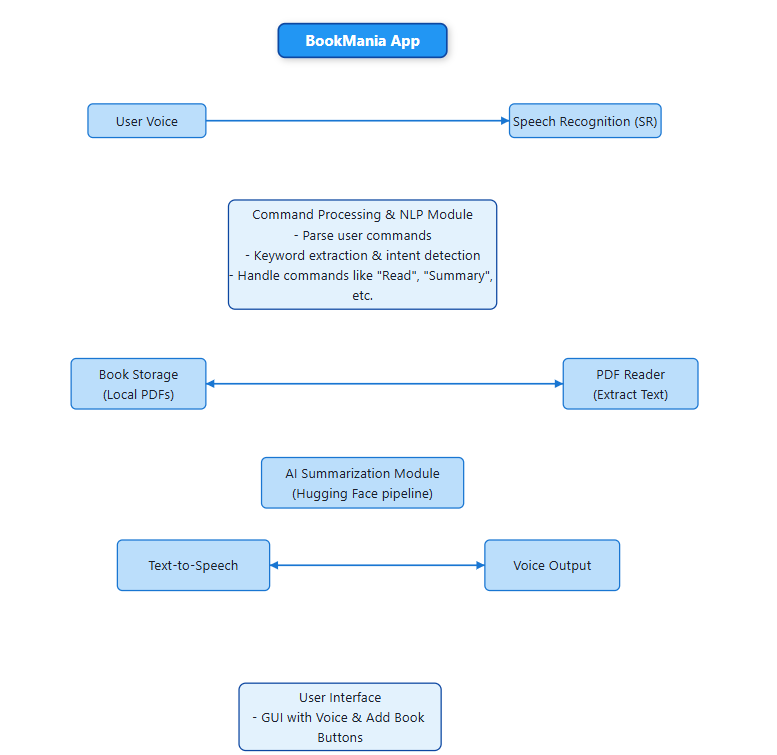 BookMania App
User Voice
Speech Recognition (SR)
Command Processing & NLP Module
- Parse user commands
- Keyword extraction & intent detection
- Handle commands like "Read", "Summary",
etc.
Book Storage
(Local PDFs)
PDF Reader
(Extract Text)
AI Summarization Module
(Hugging Face pipeline)
Text-to-Speech
Voice Output
User Interface
- GUI with Voice & Add Book
Buttons